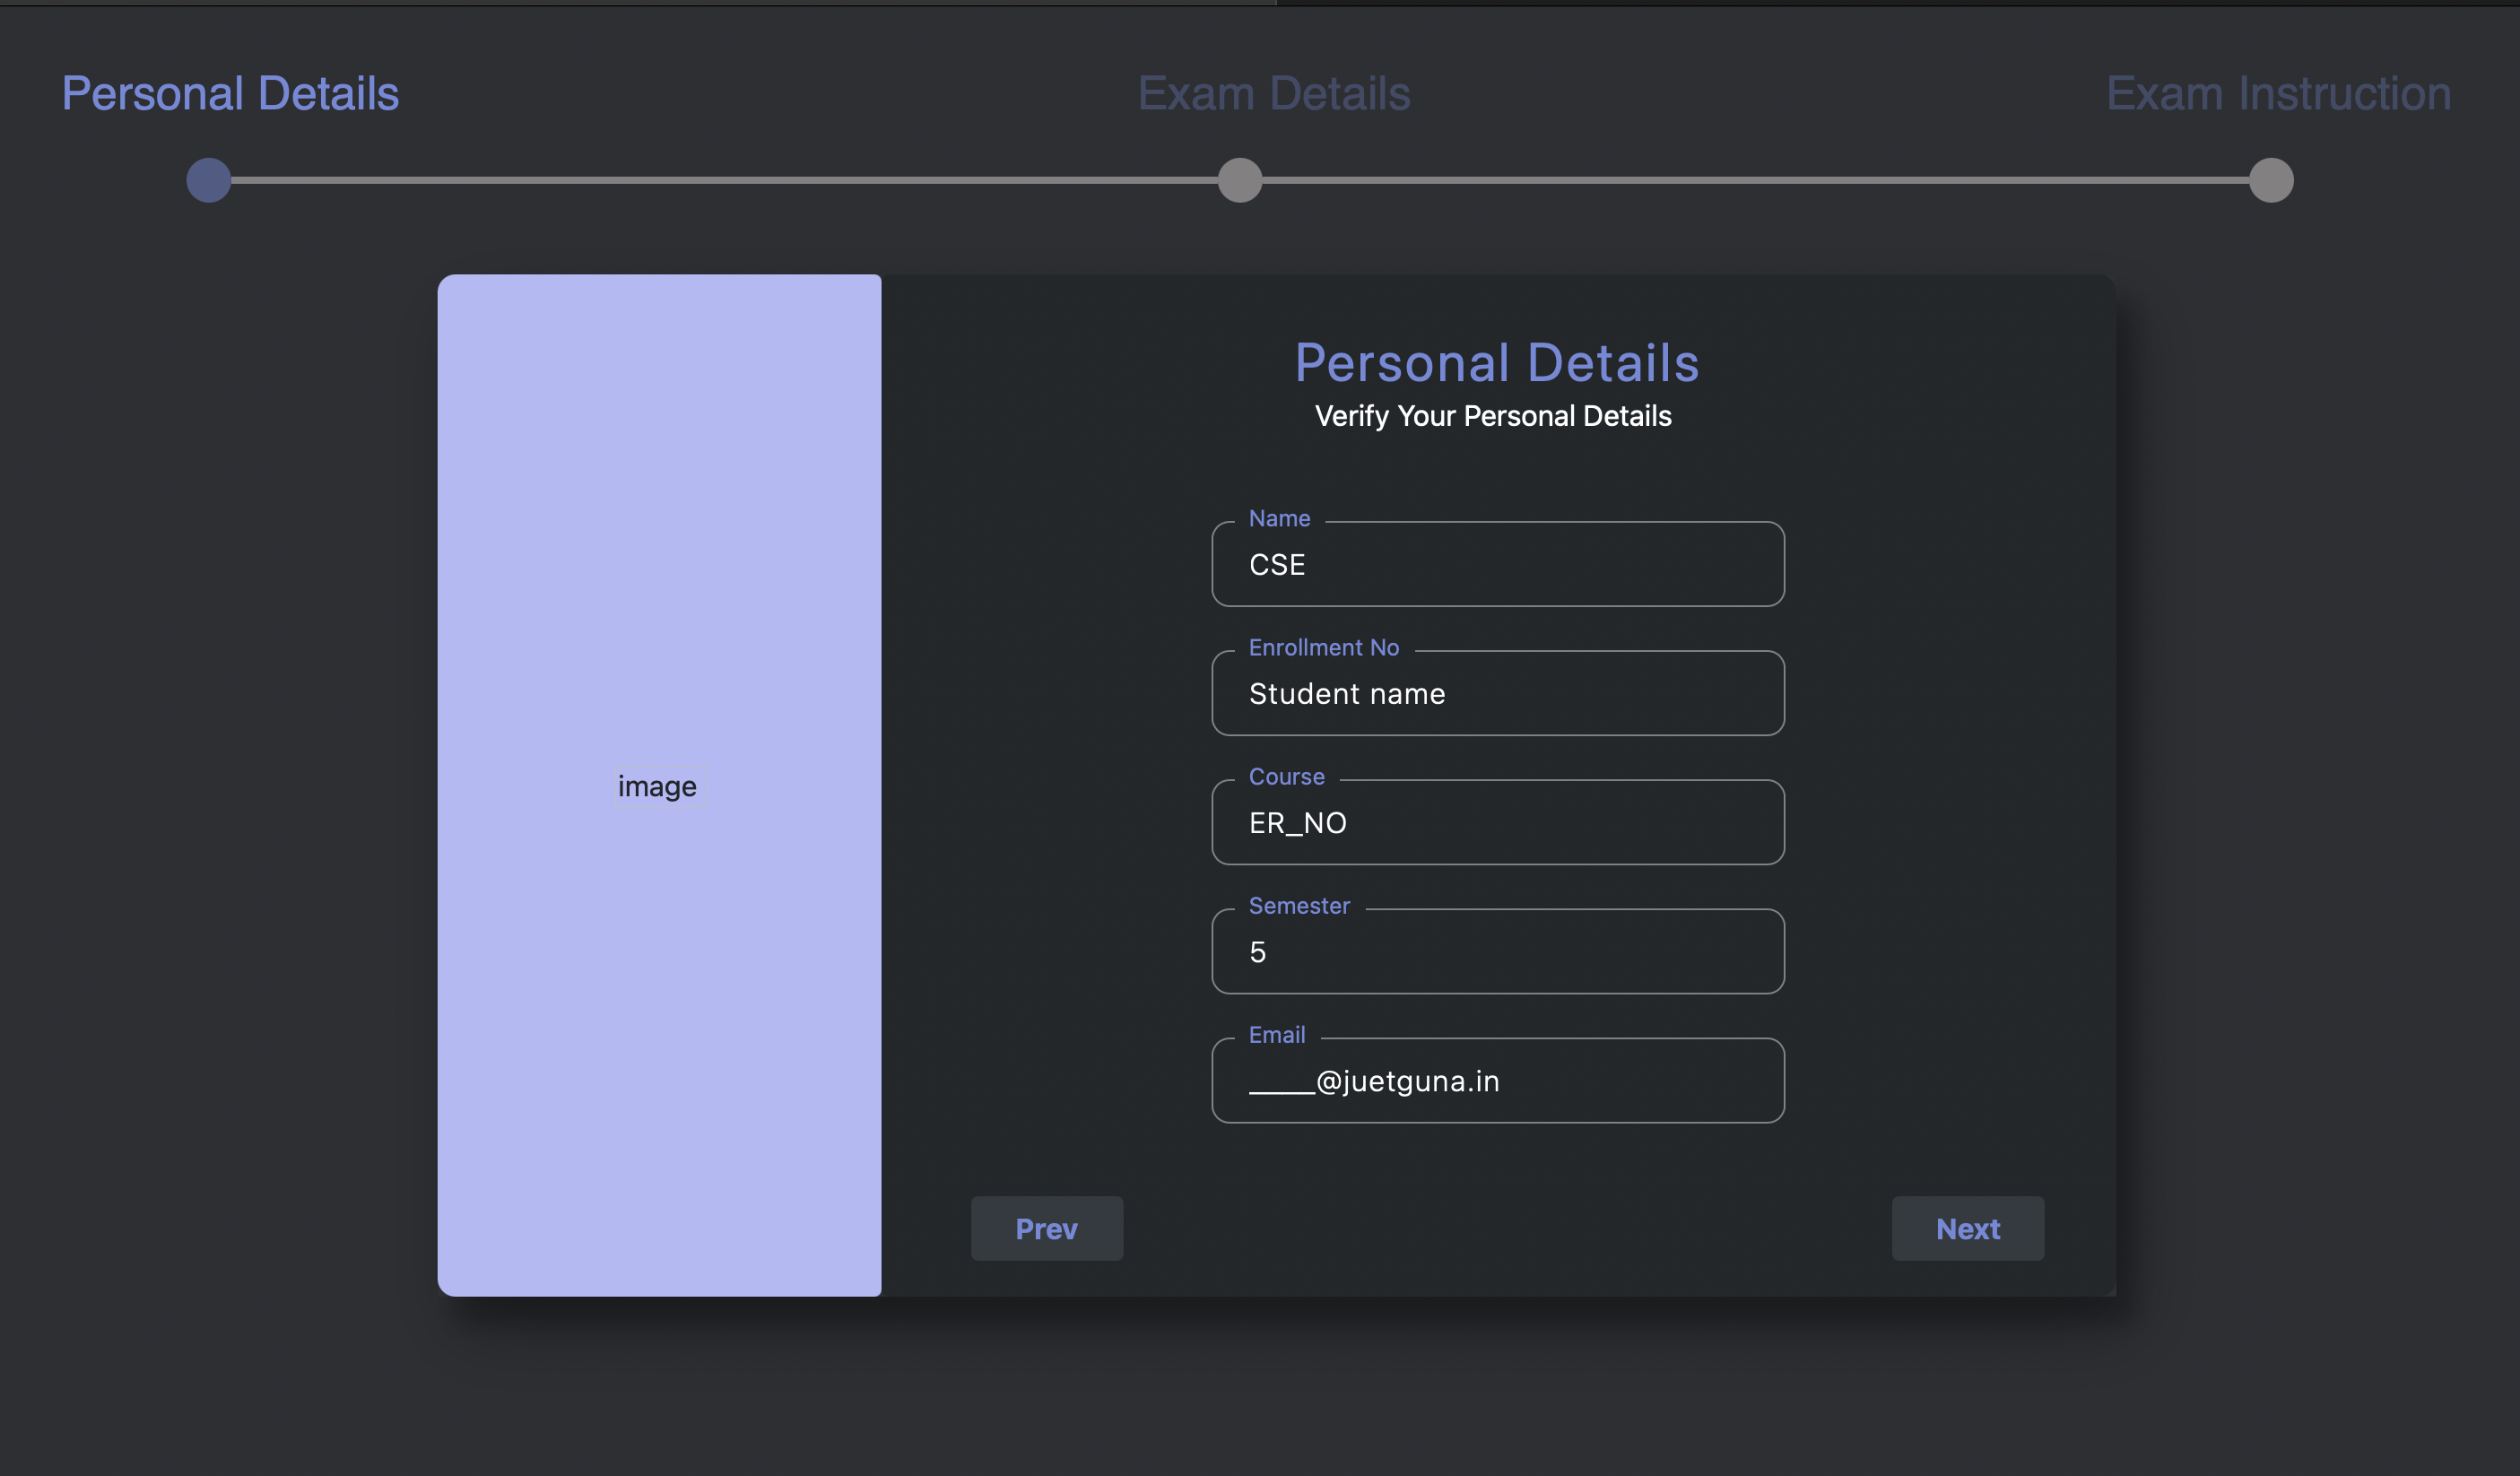 Personal Details
Exam Details
Exam Instruction
image
Personal Details
Verify Your Personal Details
Name
CSE
Enrollment No
Student name
Course
ER_NO
Semester
5
Email
_____@juetguna.in
Prev
Next